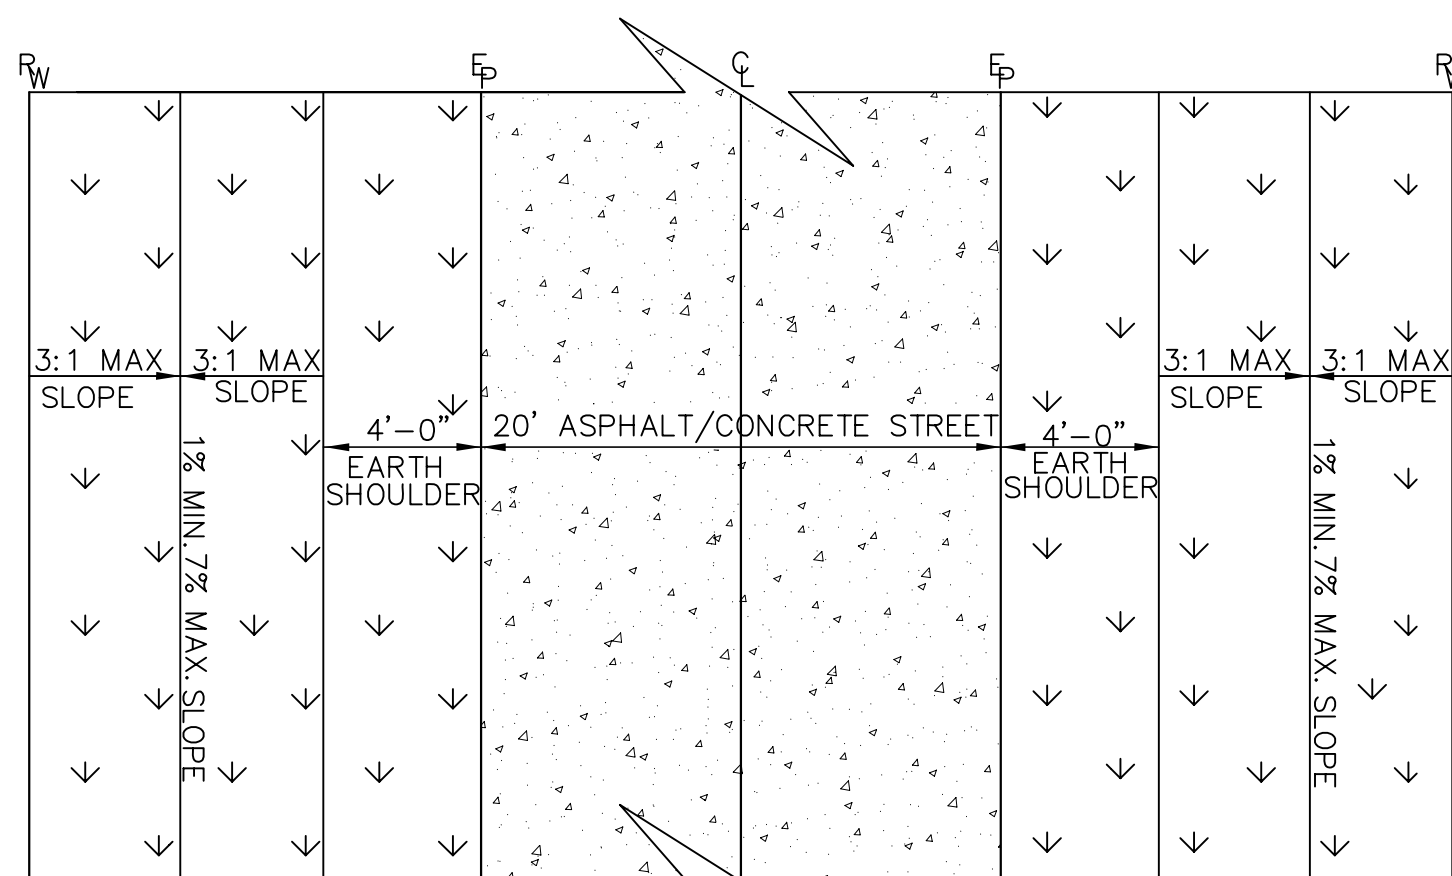 RW
EP
CL
EP
R
3:1 MAX
SLOPE
3:1 MAX
SLOPE
4'-0"
EARTH
SHOULDER
20' ASPHALT/CONCRETE STREET
4'-0"
EARTH
SHOULDER
3:1 MAX
SLOPE
3:1 MAX
SLOPE
1% MIN.7% MAX.SLOPE
1% MIN.7% MAX.SLOPE